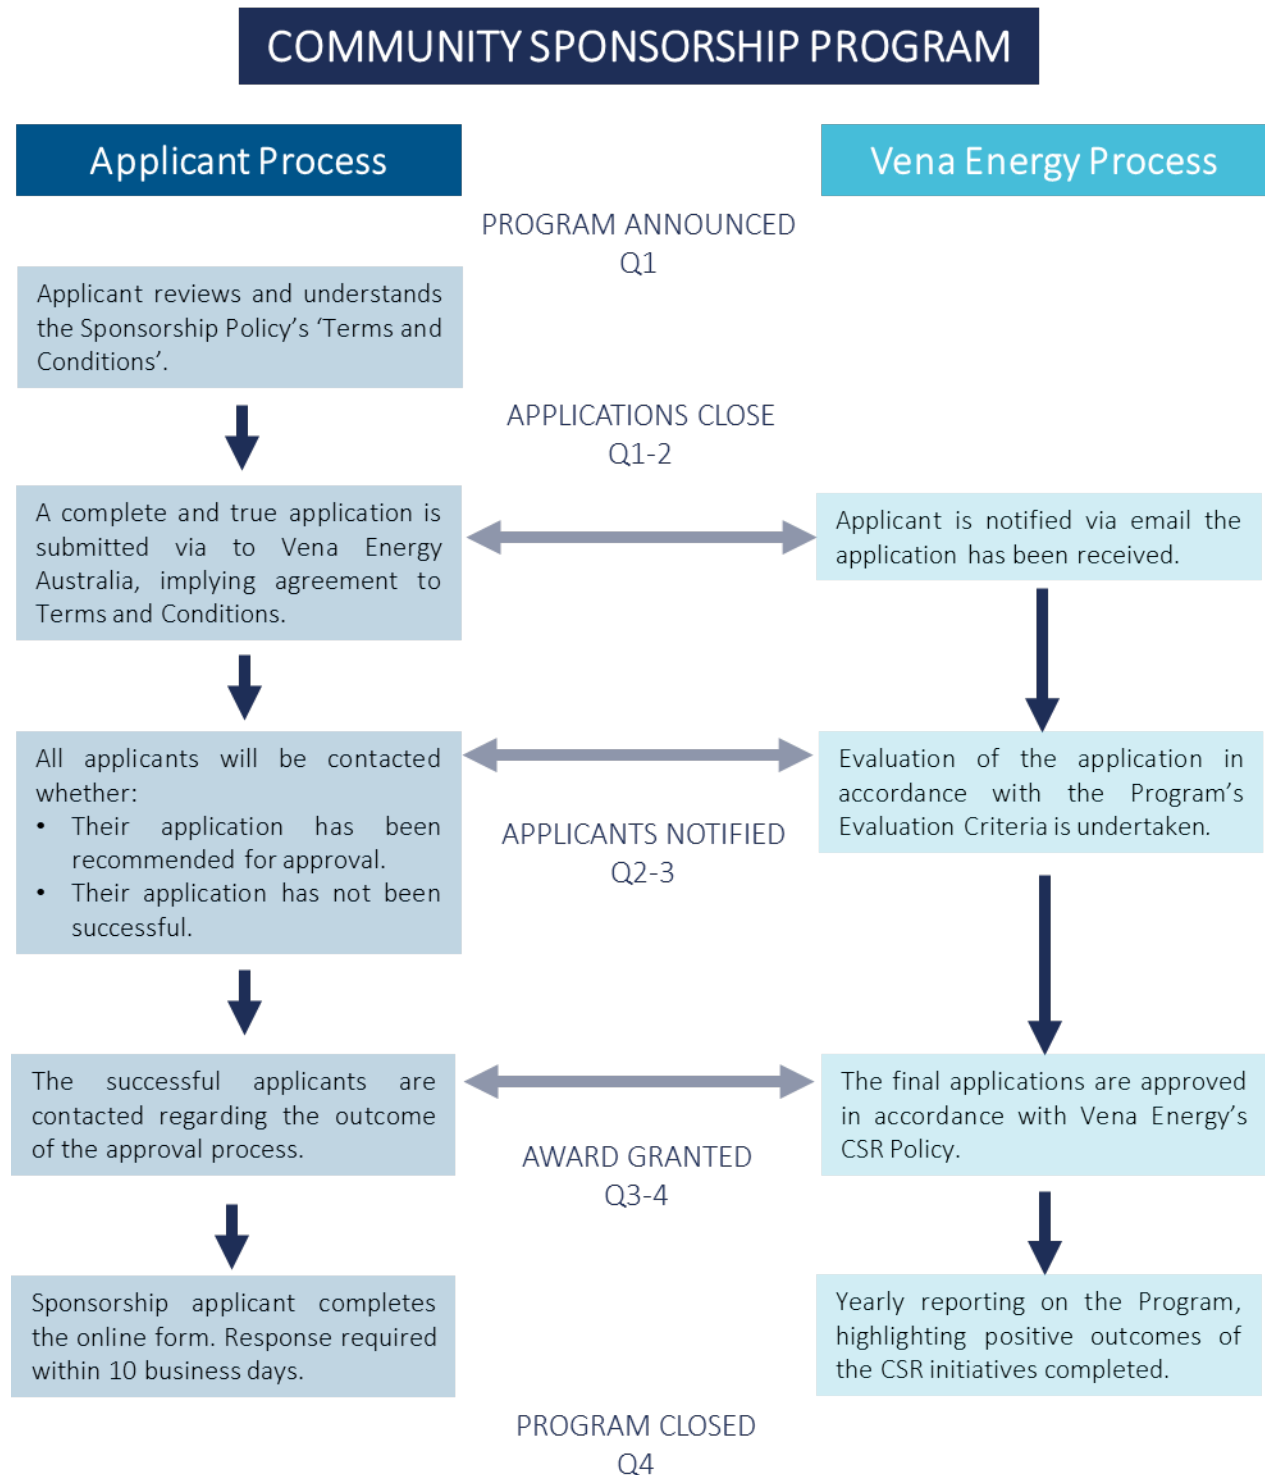 COMMUNITY SPONSORSHIP PROGRAM
Applicant Process
Vena Energy Process
PROGRAM ANNOUNCED
Q1
Applicant reviews and understands
the Sponsorship Policy's 'Terms and
Conditions'.
APPLICATIONS CLOSE
Q1-2
A complete and true application is
submitted via to Vena Energy
Australia, implying agreement to
Terms and Conditions.
Applicant is notified via email the
application has been received.
All applicants will be contacted
whether:
• Their application has been
recommended for approval.
• Their application has not been
successful.
Evaluation of the application in
accordance with the Program's
Evaluation Criteria is undertaken.
APPLICANTS NOTIFIED
Q2-3
The successful applicants are
contacted regarding the outcome
of the approval process.
The final applications are approved
in accordance with Vena Energy's
CSR Policy.
AWARD GRANTED
Q3-4
Sponsorship applicant completes
the online form. Response required
within 10 business days.
Yearly reporting on the Program,
highlighting positive outcomes of
the CSR initiatives completed.
PROGRAM CLOSED
Q4